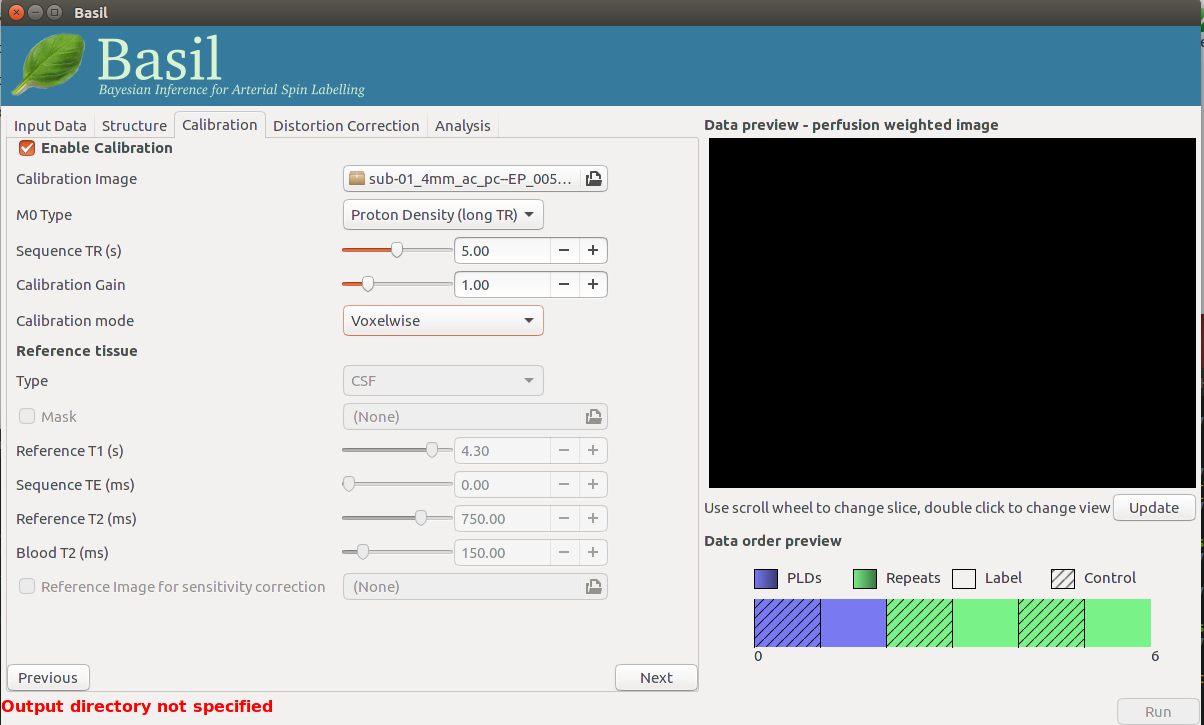 Basil
Basil
Bayesian Inference for Arterial Spin Labelling
Input Data Structure Calibration Distortion Correction Analysis
Enable Calibration
Calibration Image sub-01_4mm_ac_pc--EP_005...
M0 Type Proton Density (long TR)
Sequence TR (s) 5.00
Calibration Gain 1.00
Calibration mode Voxelwise
Reference tissue
Type CSF
Mask (None)
Reference T1 (s) 4.30
Sequence TE (ms) 0.00
Reference T2 (ms) 750.00
Blood T2 (ms) 150.00
Reference Image for sensitivity correction (None)
Previous Next
Output directory not specified
Data preview - perfusion weighted image
Use scroll wheel to change slice, double click to change view Update
Data order preview
PLDs Repeats Label Control
0 6
Run